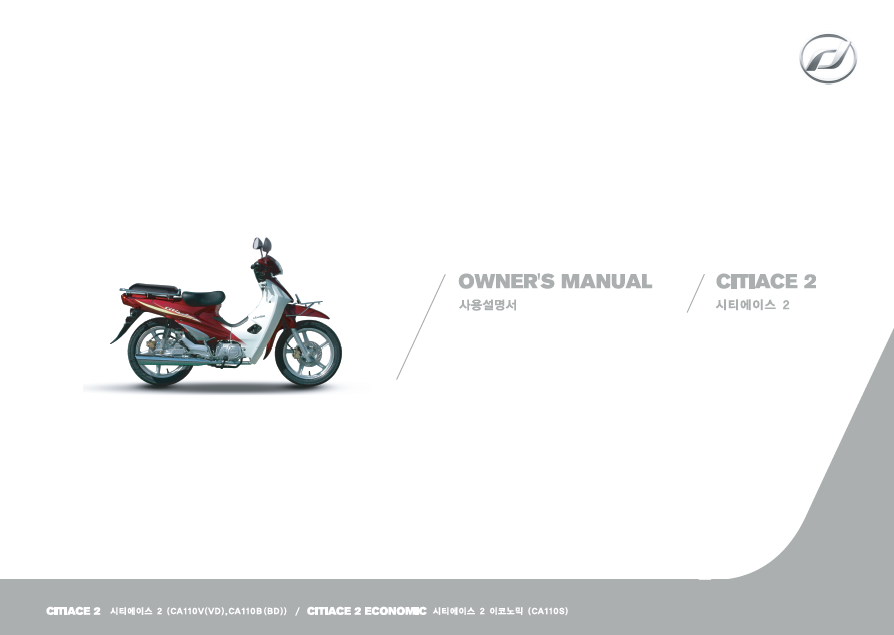 OWNER'S MANUAL
사용설명서
CITIACE 2
시티에이스 2
CITIACE 2 시티에이스 2 (CA110V(VD),CA110B(BD)) / CITIACE 2 ECONOMIC 시티에이스 2 이코노믹 (CA110S)